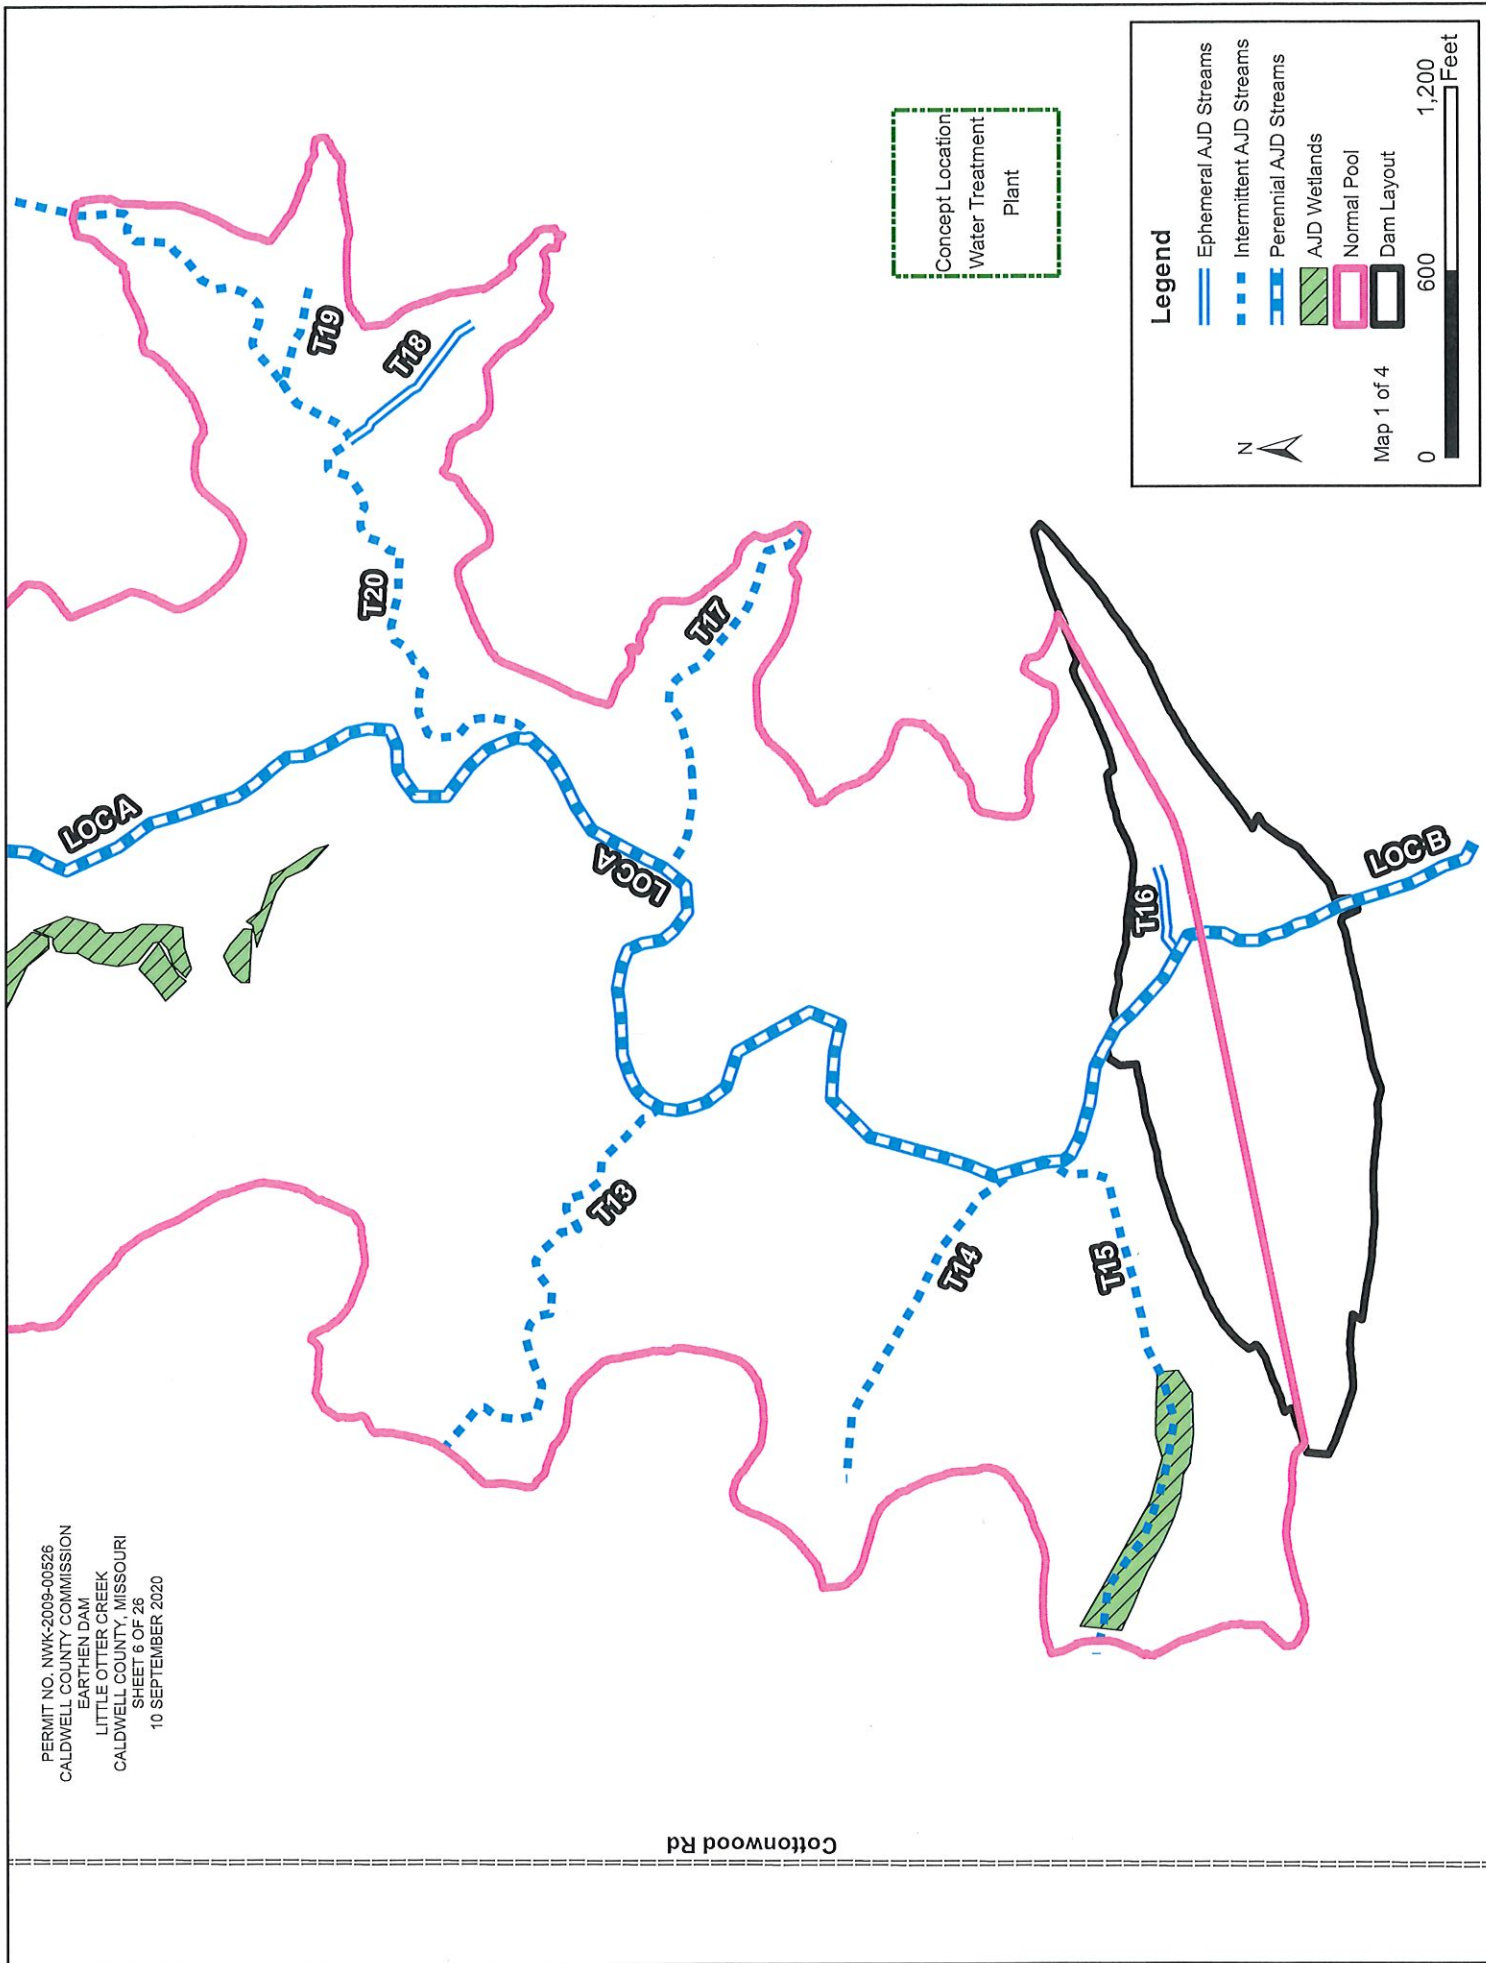 PERMIT NO. NWK-2009-00526
CALDWELL COUNTY COMMISSION
EARTHEN DAM
LITTLE OTTER CREEK
CALDWELL COUNTY, MISSOURI
SHEET 6 OF 26
10 SEPTEMBER 2020
Cottonwood Rd
LOC A
LOC A
T13
T14
T15
T16
T17
T18
T19
T20
LOC B
Concept Location
Water Treatment
Plant
Legend
Ephemeral AJD Streams
Intermittent AJD Streams
Perennial AJD Streams
AJD Wetlands
Normal Pool
Dam Layout
N
Map 1 of 4
0 600 1,200
Feet